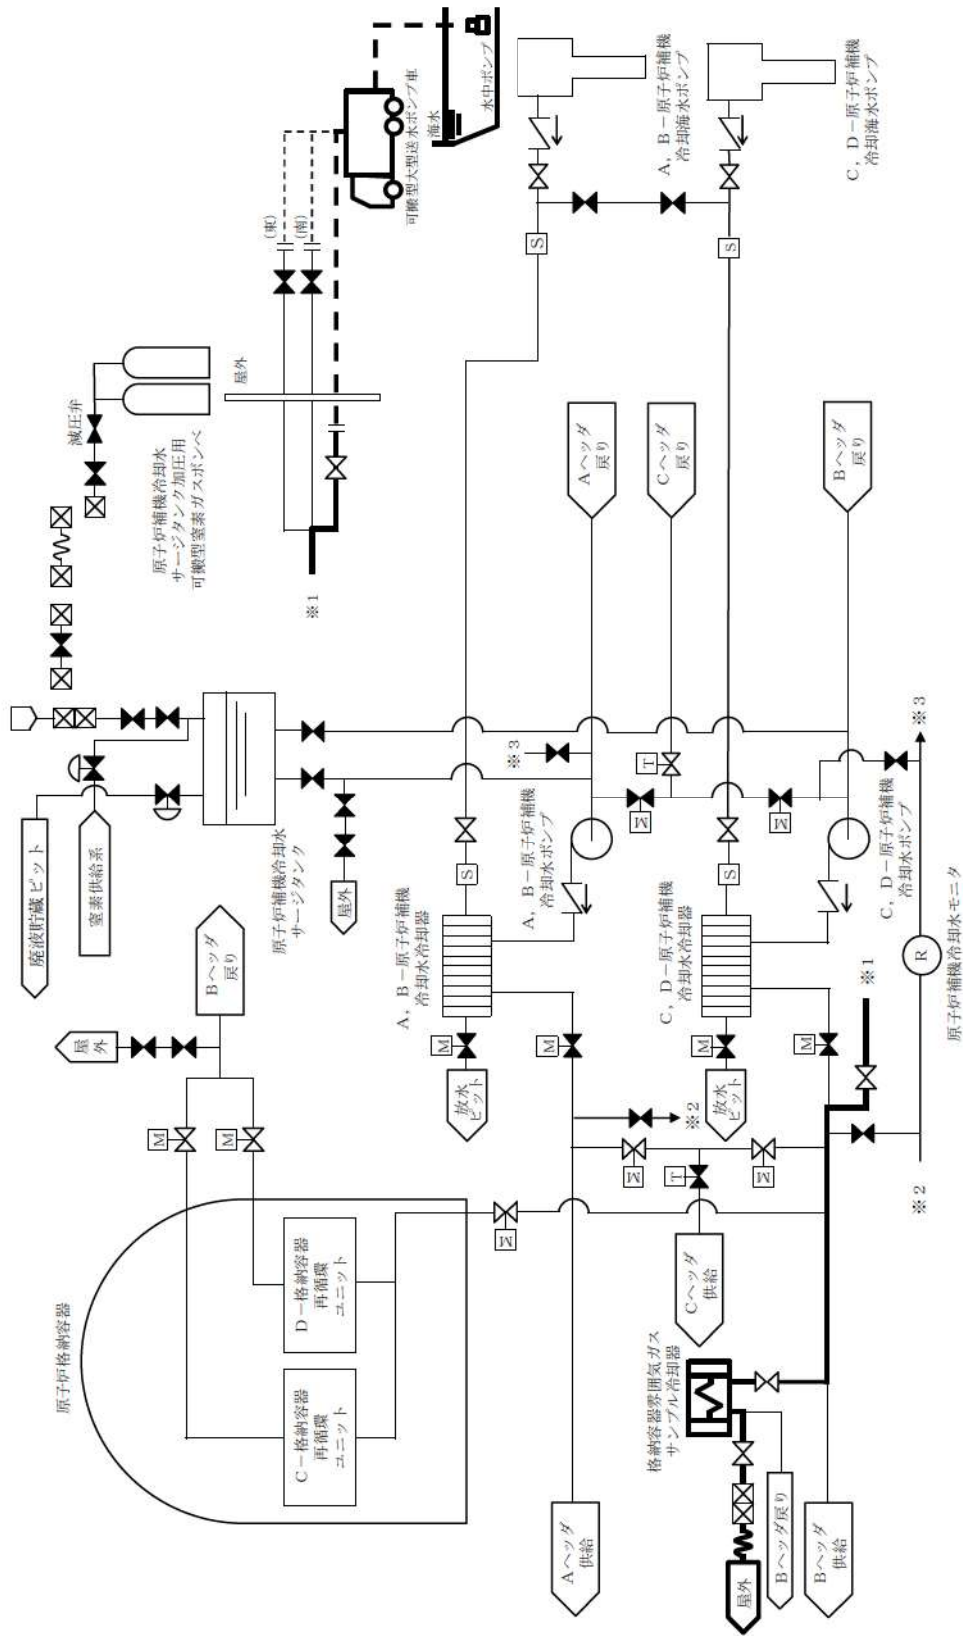 原子炉格納容器
C－格納容器
再循環
ユニット
D－格納容器
再循環
ユニット
M
M
M
屋外
Bヘッダ
戻り
廃液貯蔵ピット
窒素供給系
原子炉補機冷却水
サージタンク
屋外
減圧弁
原子炉補機冷却水
サージタンク加圧用
可搬型窒素ガスボンベ
屋外
※1
(東)
(南)
可搬型大型送水ポンプ車
海水
水中ポンプ
A，B－原子炉補機
冷却海水ポンプ
C，D－原子炉補機
冷却海水ポンプ
S
S
Aヘッダ
戻り
Cヘッダ
戻り
Bヘッダ
戻り
※3
T
M
M
A，B－原子炉補機
冷却水ポンプ
C，D－原子炉補機
冷却水ポンプ
※3
S
A，B－原子炉補機
冷却水冷却器
M
M
放水
ピット
S
C，D－原子炉補機
冷却水冷却器
M
M
放水
ピット
※2
M
T
M
Cヘッダ
供給
※1
R
原子炉補機冷却水モニタ
※2
格納容器雰囲気ガス
サンプル冷却器
Aヘッダ
供給
屋外
Bヘッダ戻り
Bヘッダ
供給